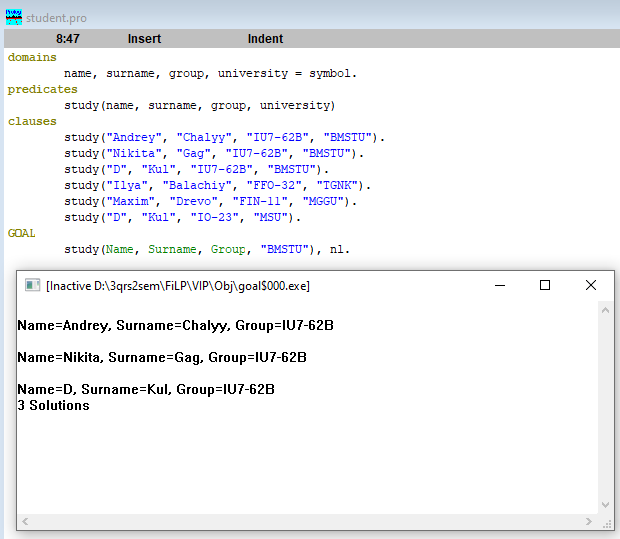 student.pro
8:47 Insert Indent
domains
name, surname, group, university = symbol.
predicates
study(name, surname, group, university)
clauses
study("Andrey", "Chalyy", "IU7-62B", "BMSTU").
study("Nikita", "Gag", "IU7-62B", "BMSTU").
study("D", "Kul", "IU7-62B", "BMSTU").
study("Ilya", "Balachiy", "FFO-32", "TGNK").
study("Maxim", "Drevo", "FIN-11", "MGGU").
study("D", "Kul", "IO-23", "MSU").
GOAL
study(Name, Surname, Group, "BMSTU"), nl.
[Inactive D:\3qrs2sem\FiLP\VIP\Obj\goal$000.exe]
Name=Andrey, Surname=Chalyy, Group=IU7-62B
Name=Nikita, Surname=Gag, Group=IU7-62B
Name=D, Surname=Kul, Group=IU7-62B
3 Solutions